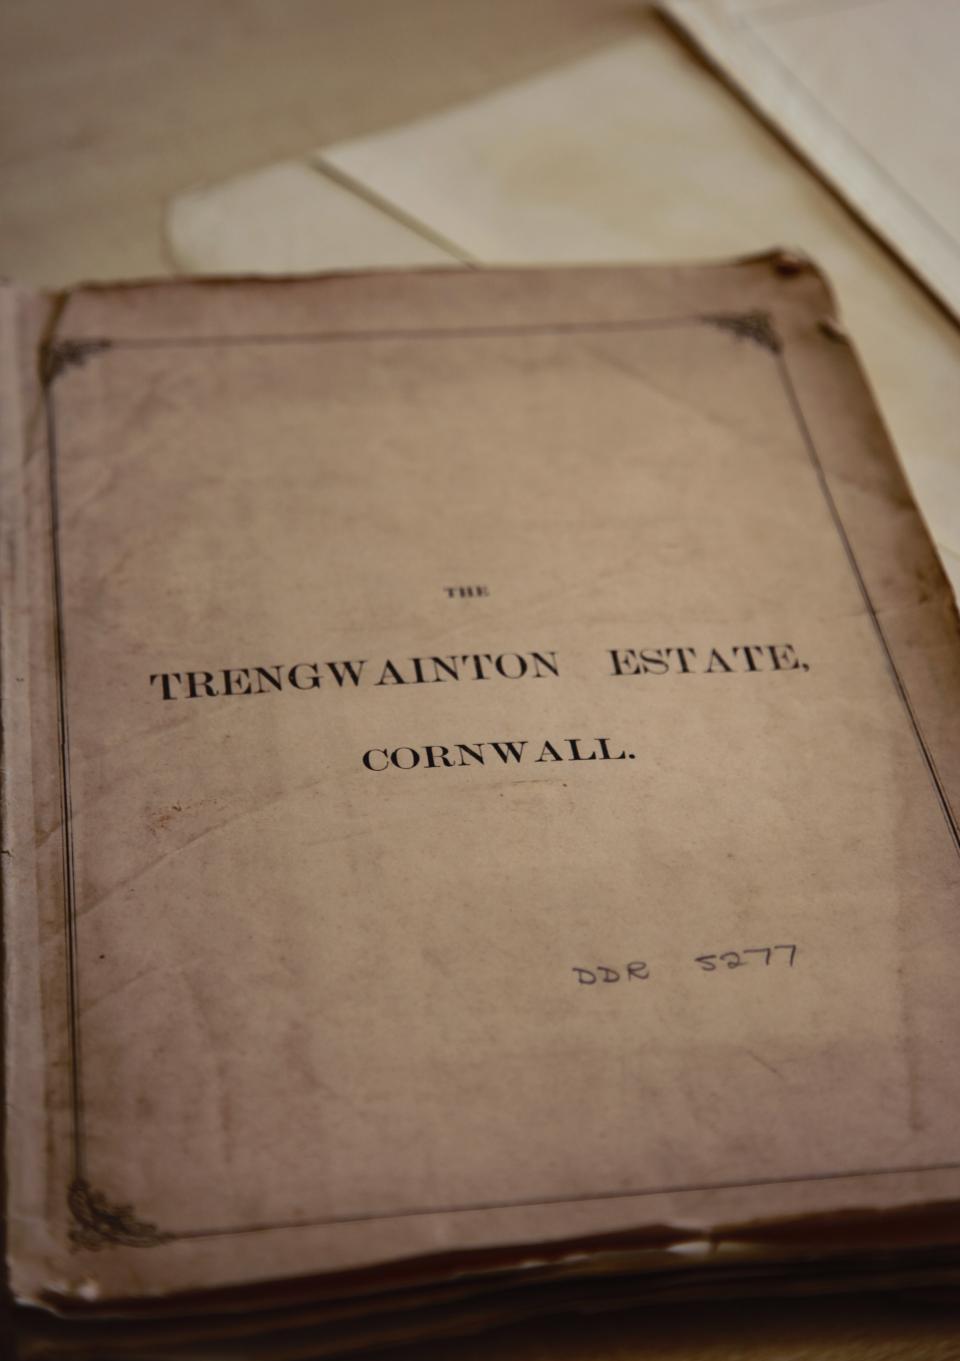 THE
TRENGWAINTON ESTATE,
CORNWALL.
DDR 5277